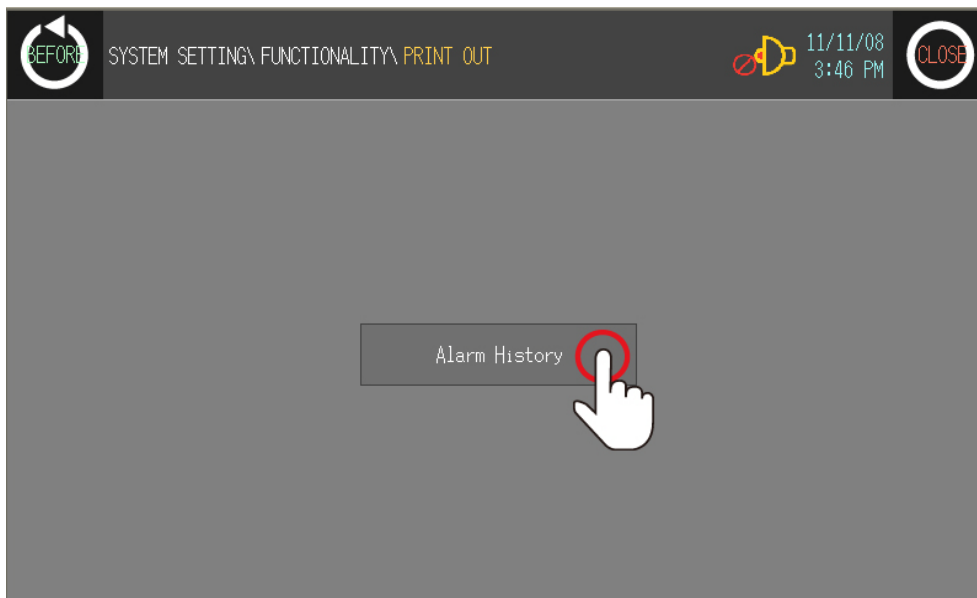 BEFORE
SYSTEM SETTING\ FUNCTIONALITY\ PRINT OUT
11/11/08
3:46 PM
CLOSE
Alarm History